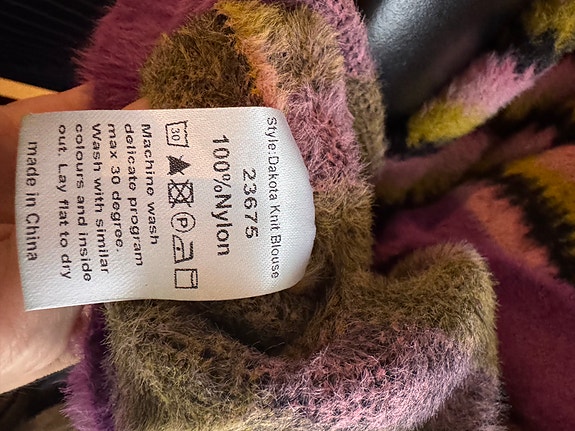 Style:Dakota Knit Blouse
23675
100%Nylon
30
P
Machine wash
delicate program
max 30 degree.
Wash with similar
colours and inside
out. Lay flat to dry
made in China